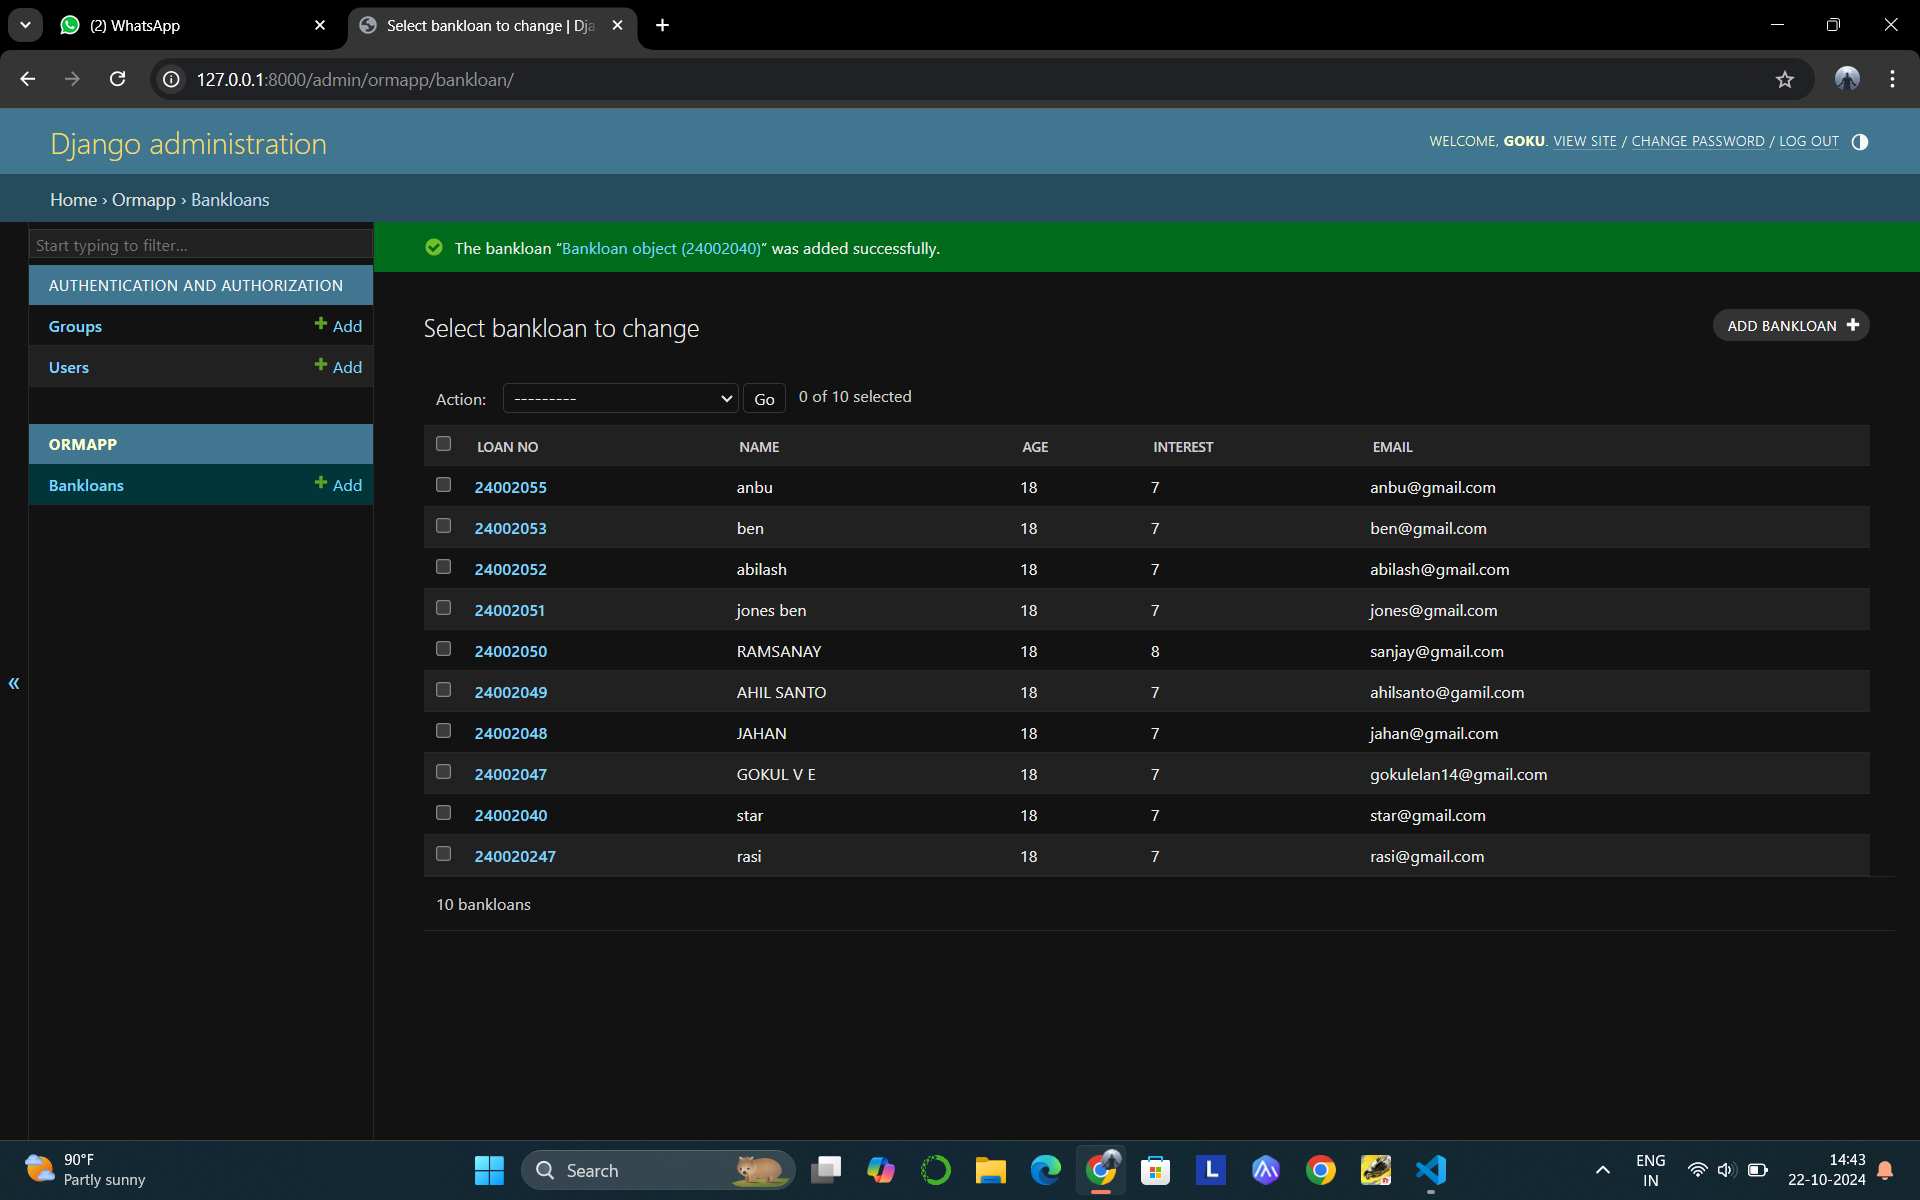 (2) WhatsApp
Select bankloan to change | Dja
127.0.0.1:8000/admin/ormapp/bankloan/
Django administration
WELCOME, GOKU. VIEW SITE / CHANGE PASSWORD / LOG OUT
Home › Ormapp › Bankloans
Start typing to filter...
AUTHENTICATION AND AUTHORIZATION
Groups + Add
Users + Add
ORMAPP
Bankloans + Add
«
The bankloan “Bankloan object (24002040)” was added successfully.
Select bankloan to change
ADD BANKLOAN +
Action: --------- Go 0 of 10 selected
LOAN NO NAME AGE INTEREST EMAIL
24002055 anbu 18 7 anbu@gmail.com
24002053 ben 18 7 ben@gmail.com
24002052 abilash 18 7 abilash@gmail.com
24002051 jones ben 18 7 jones@gmail.com
24002050 RAMSANAY 18 8 sanjay@gmail.com
24002049 AHIL SANTO 18 7 ahilsanto@gamil.com
24002048 JAHAN 18 7 jahan@gmail.com
24002047 GOKUL V E 18 7 gokulelan14@gmail.com
24002040 star 18 7 star@gmail.com
240020247 rasi 18 7 rasi@gmail.com
10 bankloans
90°F
Partly sunny
Search
L
ENG
IN
14:43
22-10-2024